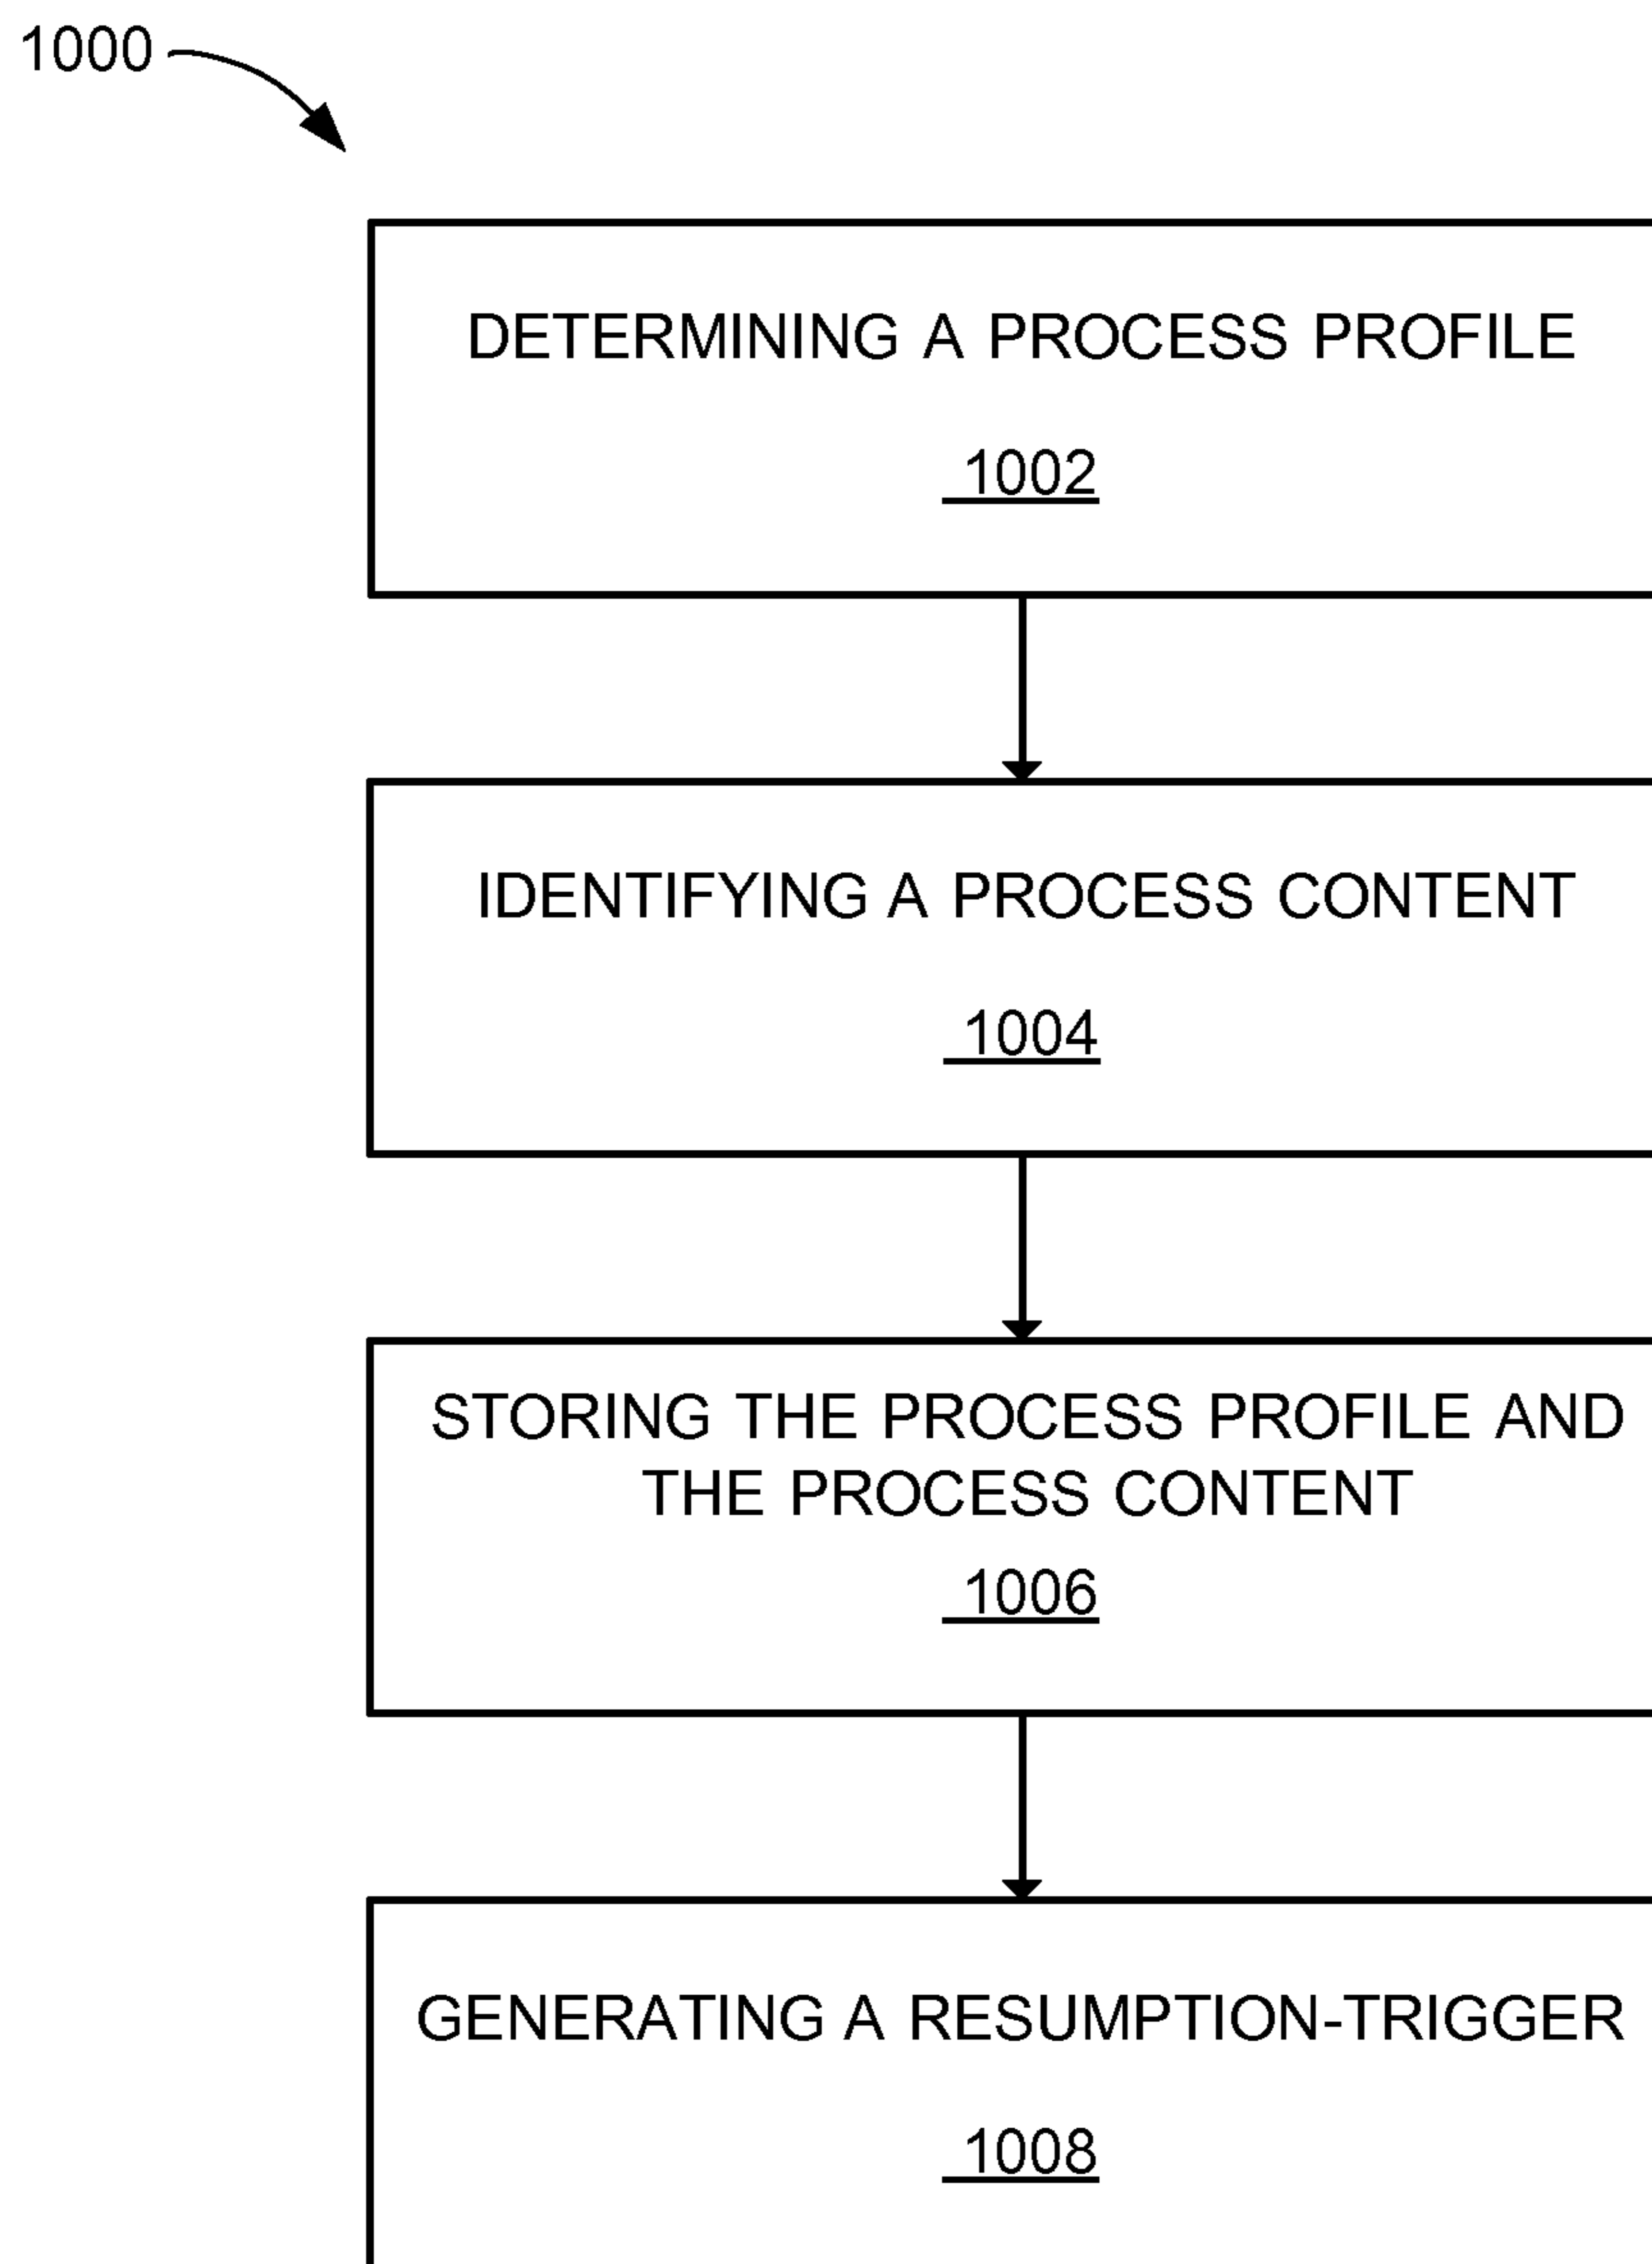 1000
DETERMINING A PROCESS PROFILE
1002
IDENTIFYING A PROCESS CONTENT
1004
STORING THE PROCESS PROFILE AND
THE PROCESS CONTENT
1006
GENERATING A RESUMPTION-TRIGGER
1008